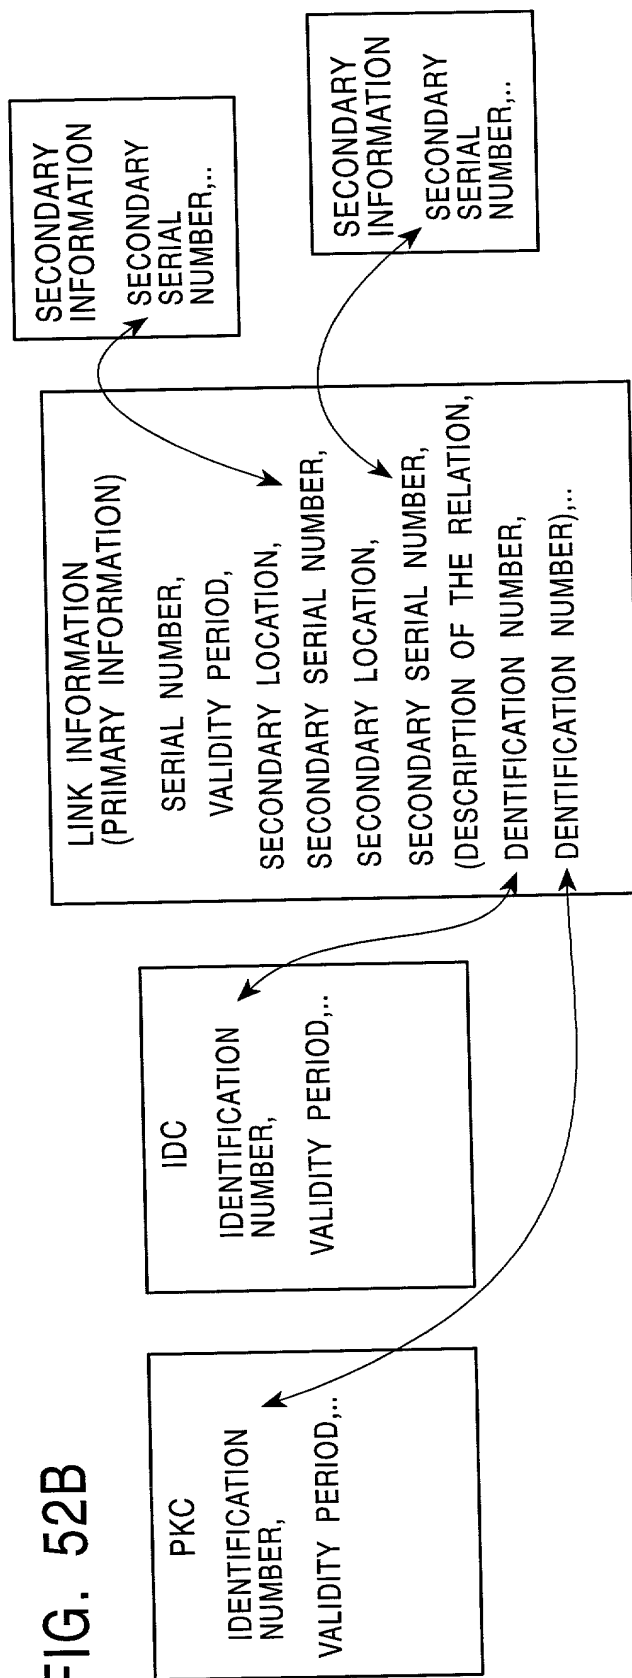 FIG. 52B
PKC
IDENTIFICATION
NUMBER,
VALIDITY PERIOD,..
IDC
IDENTIFICATION
NUMBER,
VALIDITY PERIOD,..
LINK INFORMATION
(PRIMARY INFORMATION)
SERIAL NUMBER,
VALIDITY PERIOD,
SECONDARY LOCATION,
SECONDARY SERIAL NUMBER,
SECONDARY LOCATION,
SECONDARY SERIAL NUMBER,
(DESCRIPTION OF THE RELATION,
DENTIFICATION NUMBER,
DENTIFICATION NUMBER),..
SECONDARY
INFORMATION
SECONDARY
SERIAL
NUMBER,..
SECONDARY
INFORMATION
SECONDARY
SERIAL
NUMBER,..